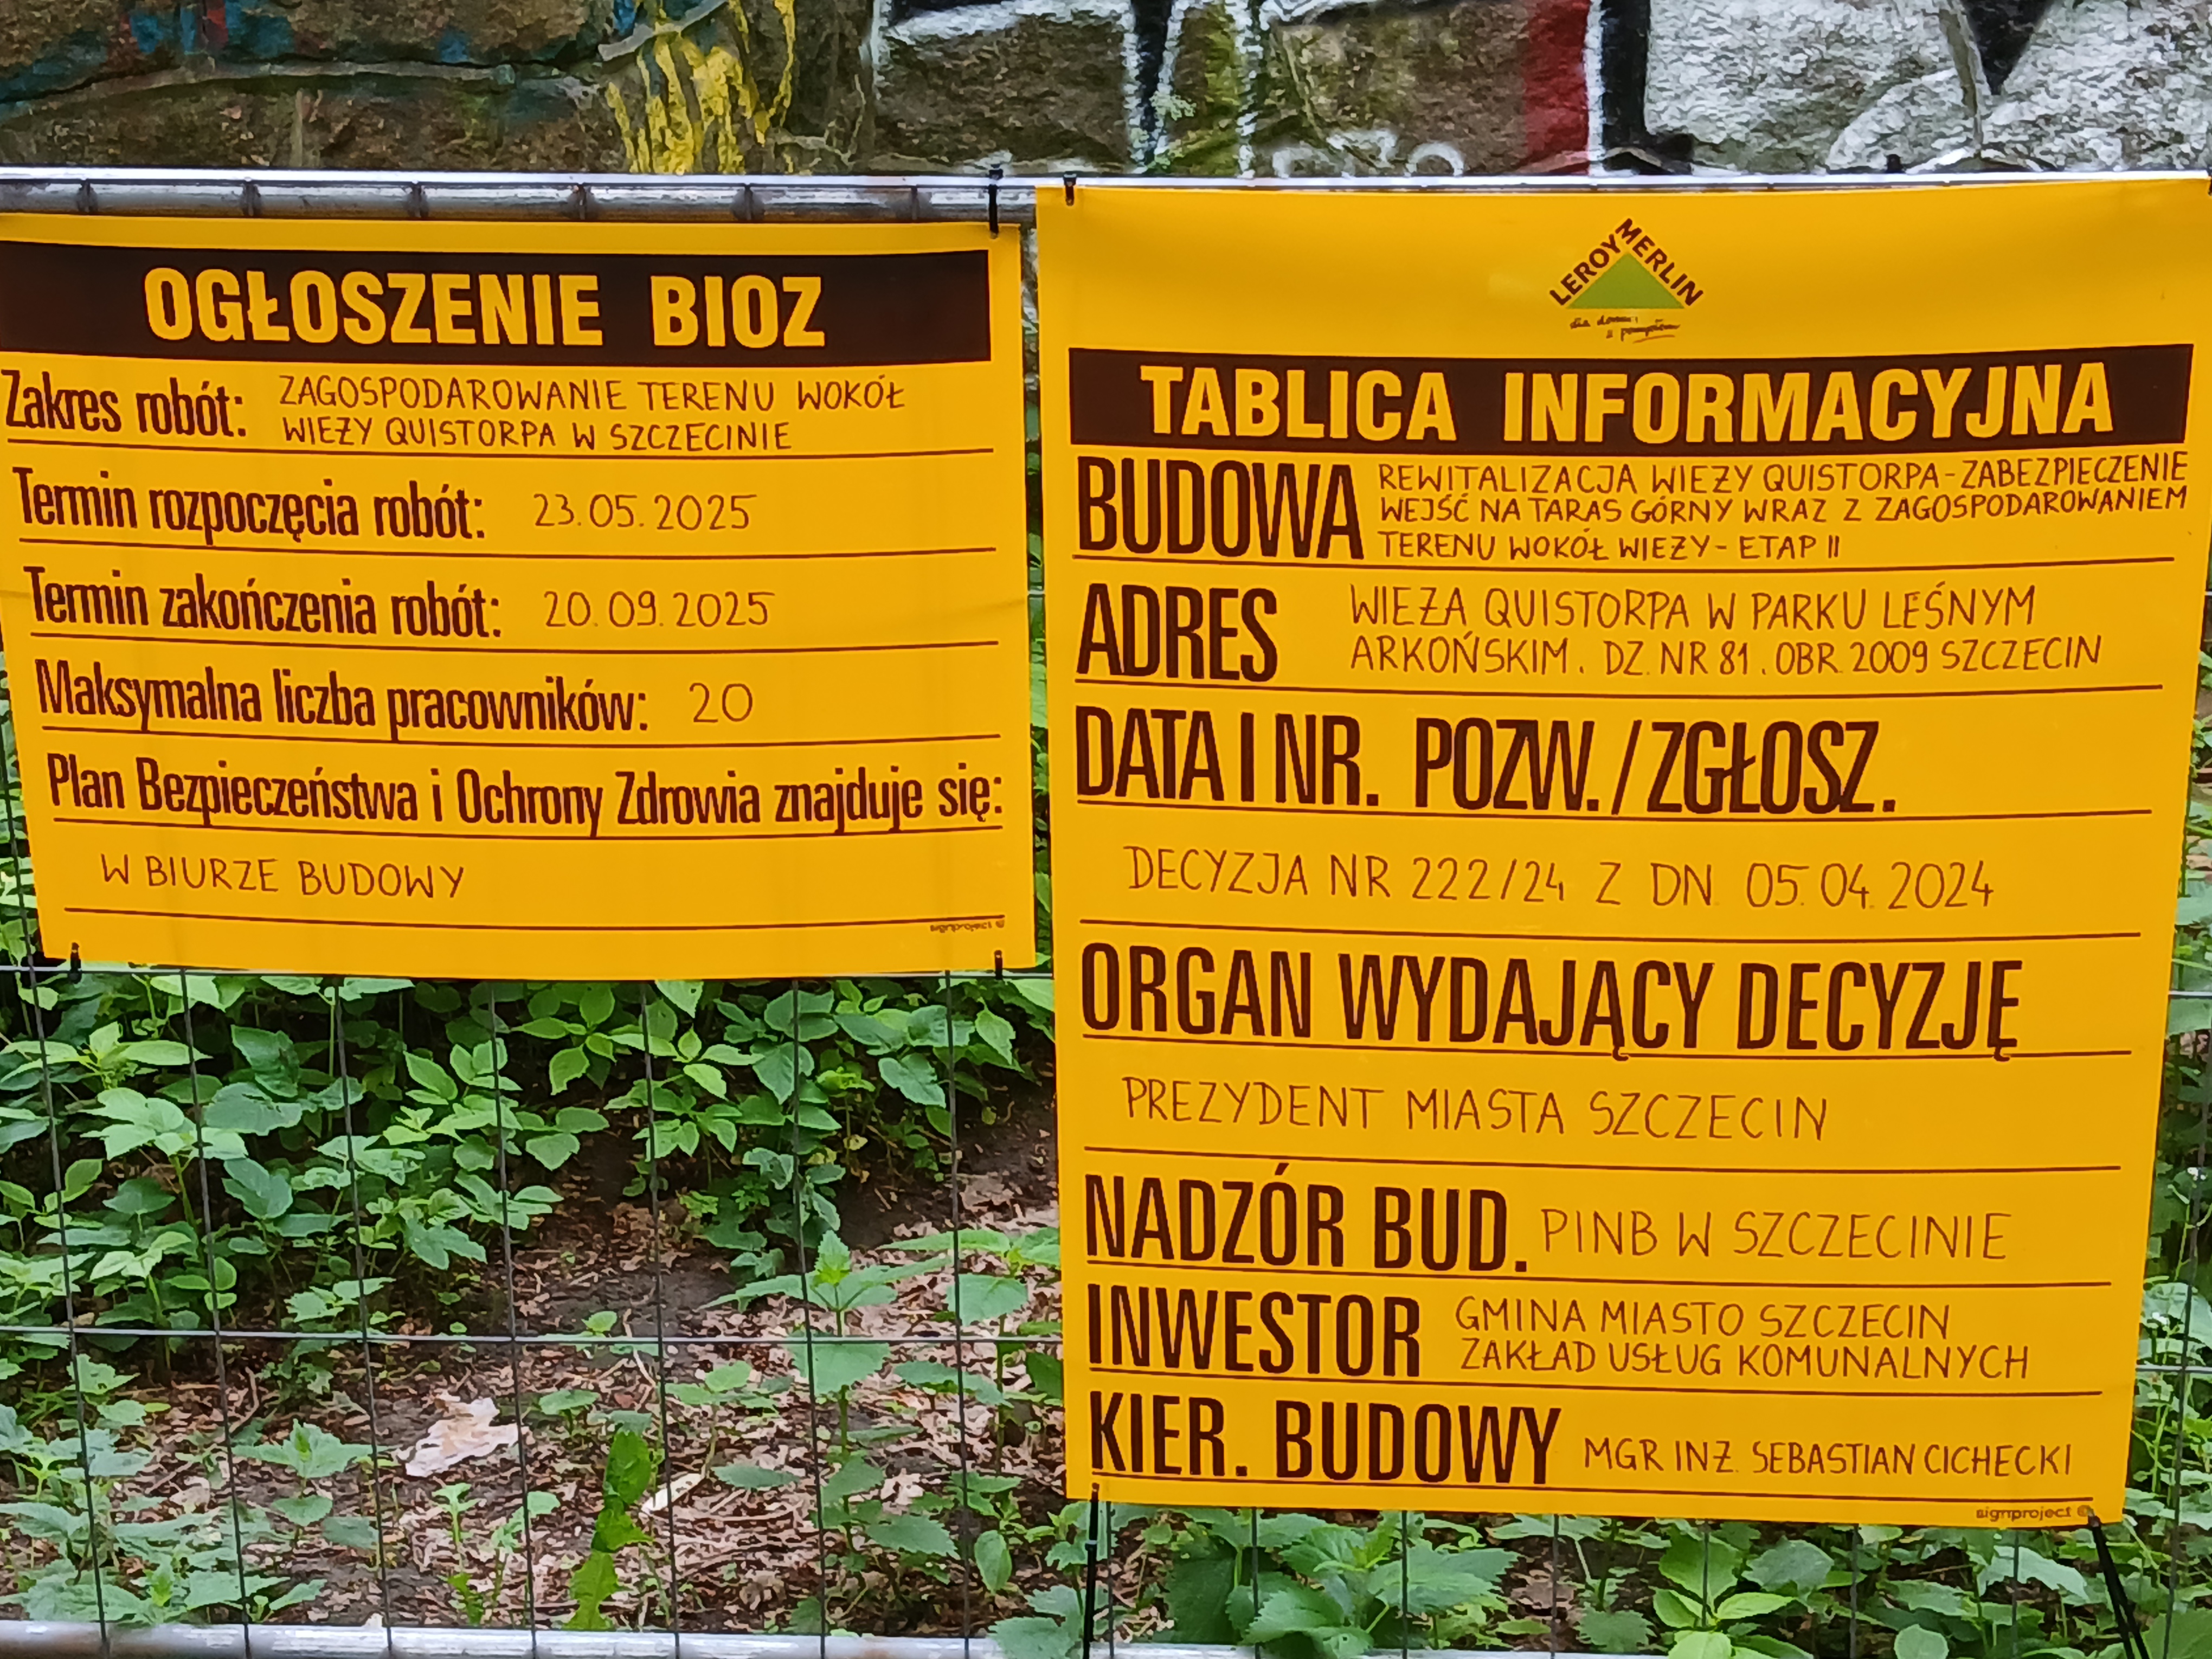 OGŁOSZENIE BIOZ
Zakres robót: ZAGOSPODAROWANIE TERENU WOKÓŁ
WIEŻY QUISTORPA W SZCZECINIE
Termin rozpoczęcia robót: 23.05.2025
Termin zakończenia robót: 20.09.2025
Maksymalna liczba pracowników: 20
Plan Bezpieczeństwa i Ochrony Zdrowia znajduje się:
W BIURZE BUDOWY
signproject ©
LEROY MERLIN
dla domu i
z pomysłem
TABLICA INFORMACYJNA
BUDOWA REWITALIZACJA WIEŻY QUISTORPA - ZABEZPIECZENIE
WEJŚĆ NA TARAS GÓRNY WRAZ Z ZAGOSPODAROWANIEM
TERENU WOKÓŁ WIEŻY - ETAP II
ADRES WIEŻA QUISTORPA W PARKU LEŚNYM
ARKOŃSKIM. DZ. NR 81. OBR. 2009 SZCZECIN
DATA I NR. POZW./ZGŁOSZ.
DECYZJA NR 222/24 Z DN. 05.04.2024
ORGAN WYDAJĄCY DECYZJĘ
PREZYDENT MIASTA SZCZECIN
NADZÓR BUD. PINB W SZCZECINIE
INWESTOR GMINA MIASTO SZCZECIN
ZAKŁAD USŁUG KOMUNALNYCH
KIER. BUDOWY MGR INŻ. SEBASTIAN CICHECKI
signproject ©